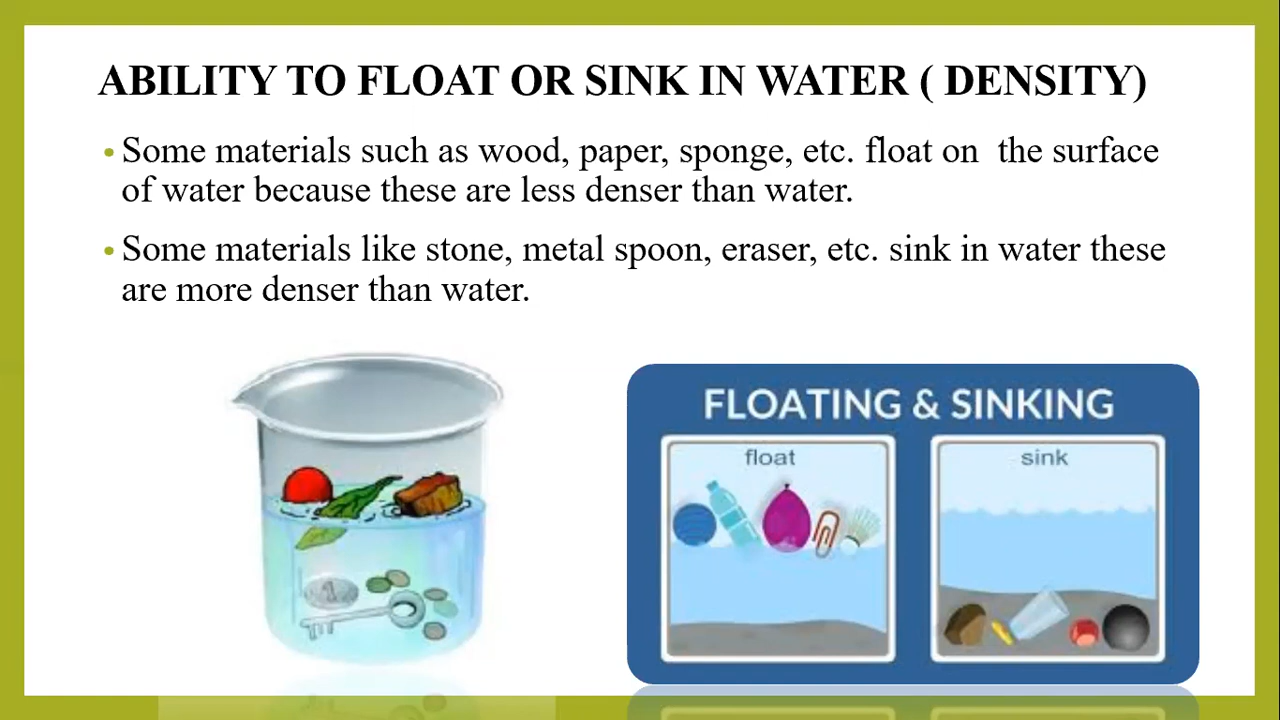 ABILITY TO FLOAT OR SINK IN WATER ( DENSITY)
• Some materials such as wood, paper, sponge, etc. float on  the surface
of water because these are less denser than water.
• Some materials like stone, metal spoon, eraser, etc. sink in water these
are more denser than water.
FLOATING & SINKING
float
sink
1